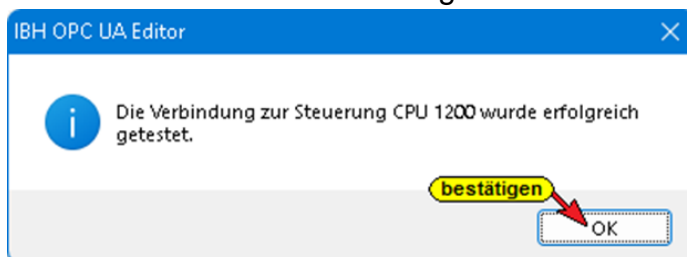 IBH OPC UA Editor
Die Verbindung zur Steuerung CPU 1200 wurde erfolgreich
getestet.
bestätigen
OK